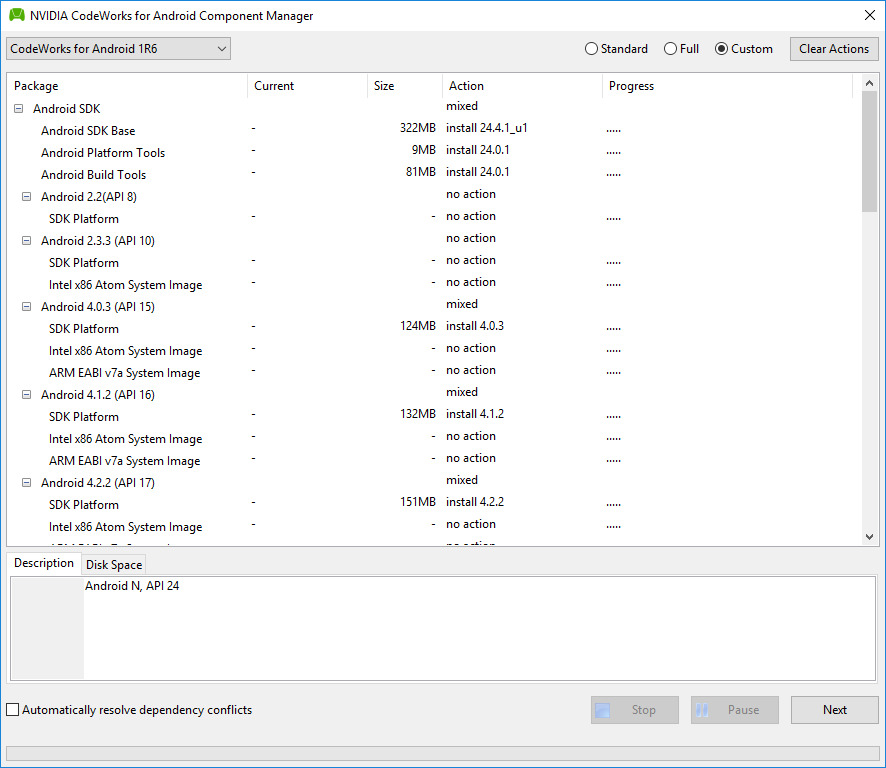 NVIDIA CodeWorks for Android Component Manager
CodeWorks for Android 1R6 Standard Full Custom Clear Actions
Package Current Size Action Progress
Android SDK mixed
Android SDK Base - 322MB install 24.4.1_u1 .....
Android Platform Tools - 9MB install 24.0.1 .....
Android Build Tools - 81MB install 24.0.1 .....
Android 2.2(API 8) no action
SDK Platform - - no action .....
Android 2.3.3 (API 10) no action
SDK Platform - - no action .....
Intel x86 Atom System Image - - no action .....
Android 4.0.3 (API 15) mixed
SDK Platform - 124MB install 4.0.3 .....
Intel x86 Atom System Image - - no action .....
ARM EABI v7a System Image - - no action .....
Android 4.1.2 (API 16) mixed
SDK Platform - 132MB install 4.1.2 .....
Intel x86 Atom System Image - - no action .....
ARM EABI v7a System Image - - no action .....
Android 4.2.2 (API 17) mixed
SDK Platform - 151MB install 4.2.2 .....
Intel x86 Atom System Image - - no action .....
Description Disk Space
Android N, API 24
Automatically resolve dependency conflicts Stop Pause Next